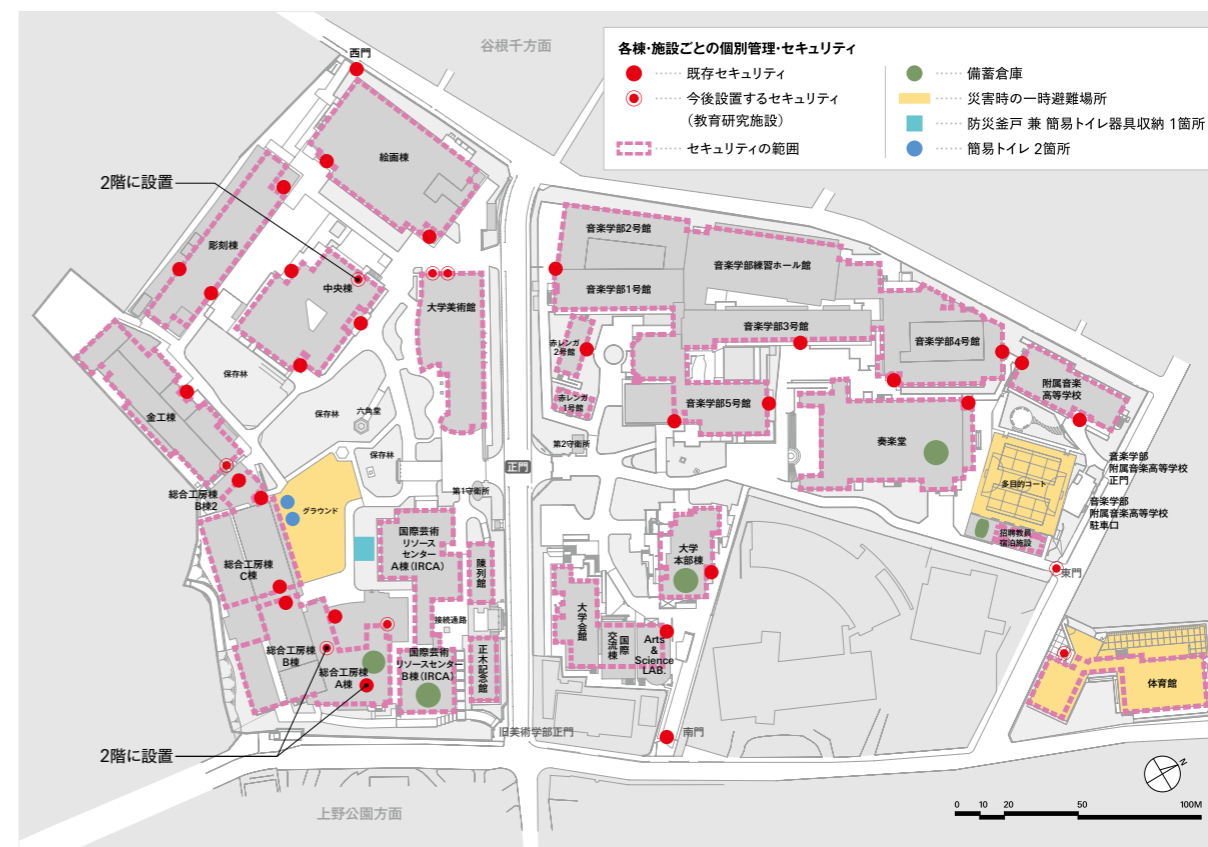 谷根千方面
各棟・施設ごとの個別管理・セキュリティ
既存セキュリティ
今後設置するセキュリティ
（教育研究施設）
セキュリティの範囲
備蓄倉庫
災害時の一時避難場所
防災釜戸 兼 簡易トイレ器具収納 1箇所
簡易トイレ 2箇所
西門
絵画棟
2階に設置
彫刻棟
中央棟
大学美術館
音楽学部2号館
音楽学部練習ホール館
音楽学部1号館
音楽学部3号館
音楽学部4号館
赤レンガ
2号館
赤レンガ
1号館
音楽学部5号館
附属音楽
高等学校
保存林
保存林
六角堂
保存林
金工棟
奏楽堂
第2守衛所
正門
第1守衛所
音楽学部
附属音楽高等学校
正門
多目的コート
音楽学部
附属音楽高等学校
駐車口
招聘教員
宿泊施設
東門
総合工房棟
B棟2
グラウンド
国際芸術
リソース
センター
A棟（IRCA）
陳列館
大学
本部棟
総合工房棟
C棟
接続通路
大学会館
国際
交流棟
Arts
&
Science
LAB.
総合工房棟
B棟
総合工房棟
A棟
国際芸術
リソースセンター
B棟（IRCA）
正木記念館
体育館
旧美術学部正門
南門
2階に設置
上野公園方面
N
0 10 20 50 100M